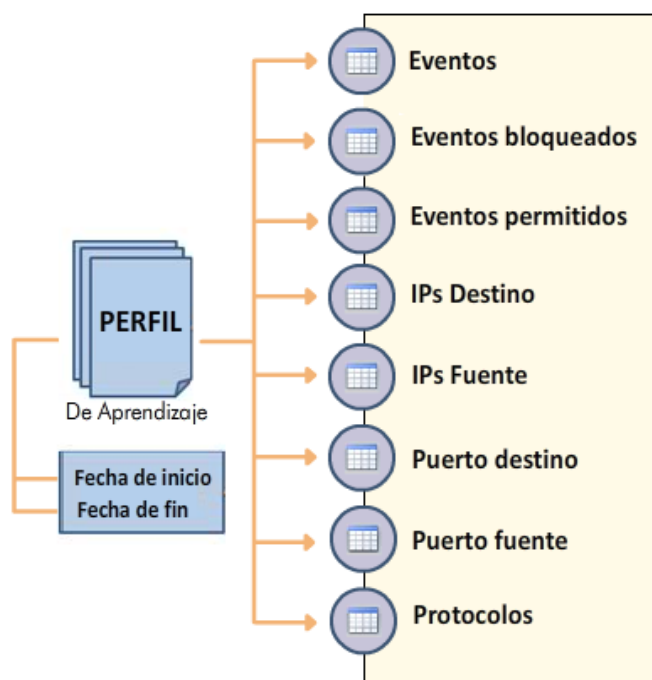 PERFIL
De Aprendizaje
Fecha de inicio
Fecha de fin
Eventos
Eventos bloqueados
Eventos permitidos
IPs Destino
IPs Fuente
Puerto destino
Puerto fuente
Protocolos